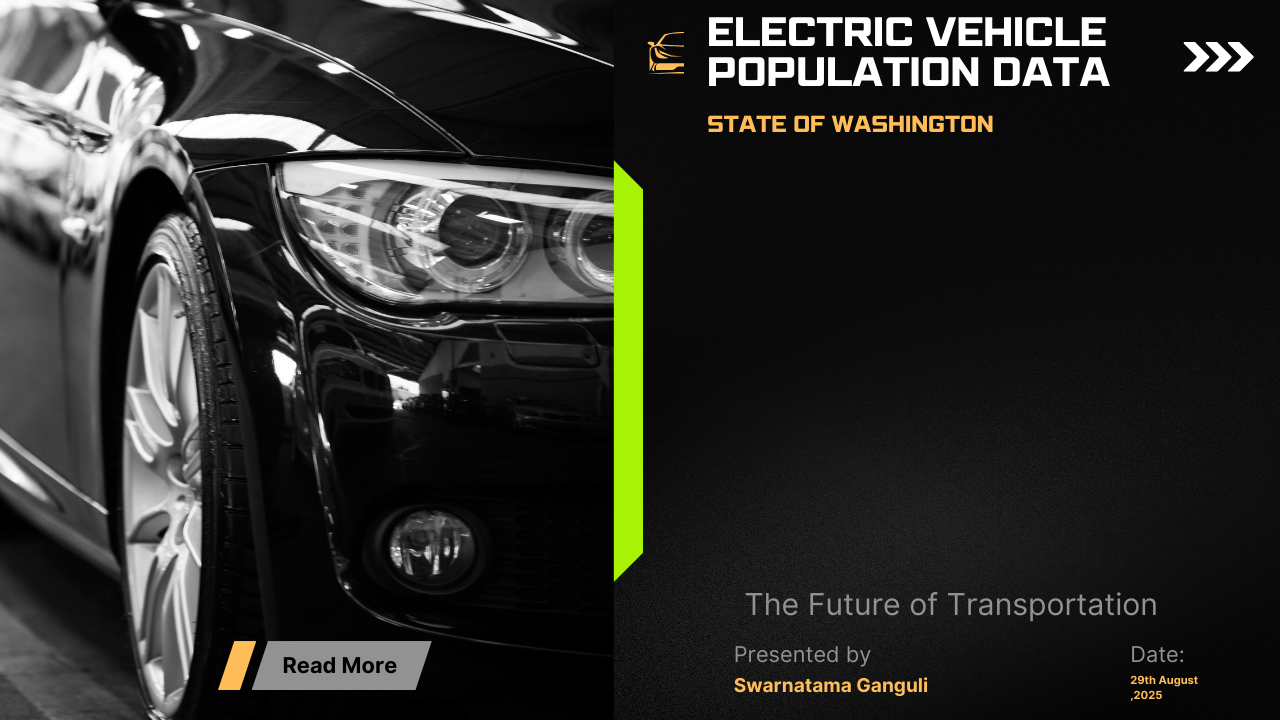 ELECTRIC VEHICLE
POPULATION DATA
STATE OF WASHINGTON
The Future of Transportation
Read More
Presented by
Swarnatama Ganguli
Date:
29th August
,2025